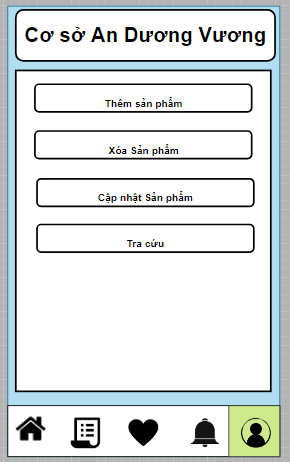 Cơ sở An Dương Vương
Thêm sản phẩm
Xóa Sản phẩm
Cập nhật Sản phẩm
Tra cứu